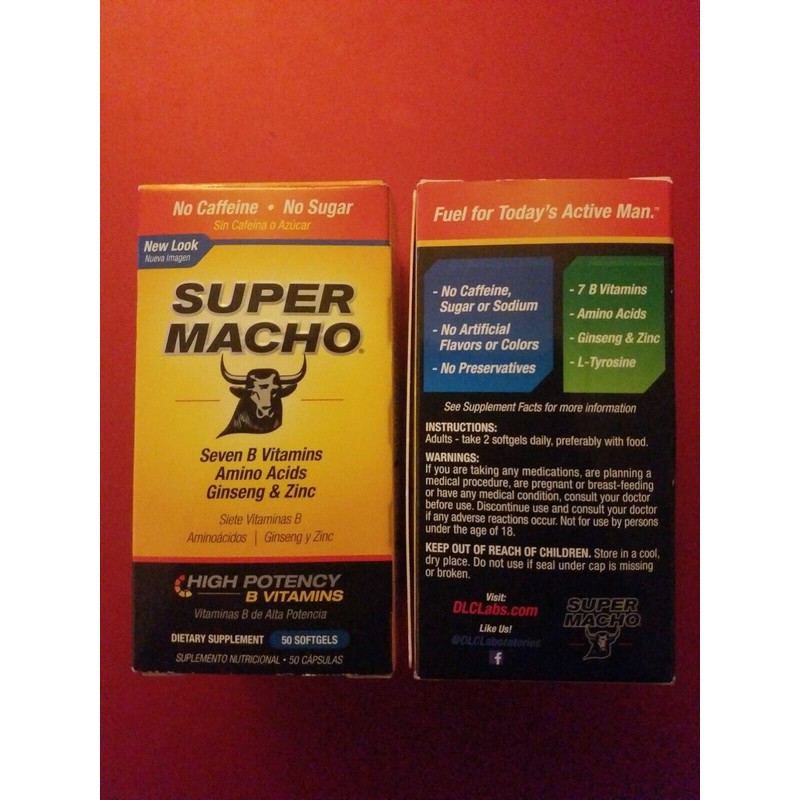 No Caffeine • No Sugar
Sin Cafeína o Azúcar
New Look
Nueva Imagen
SUPER
MACHO®
Seven B Vitamins
Amino Acids
Ginseng & Zinc
Siete Vitaminas B
Aminoácidos | Ginseng y Zinc
HIGH POTENCY
B VITAMINS
Vitaminas B de Alta Potencia
DIETARY SUPPLEMENT 50 SOFTGELS
SUPLEMENTO NUTRICIONAL • 50 CÁPSULAS
Fuel for Today's Active Man.™
- No Caffeine,
Sugar or Sodium
- No Artificial
Flavors or Colors
- No Preservatives
- 7 B Vitamins
- Amino Acids
- Ginseng & Zinc
- L-Tyrosine
See Supplement Facts for more information
INSTRUCTIONS:
Adults - take 2 softgels daily, preferably with food.
WARNINGS:
If you are taking any medications, are planning a
medical procedure, are pregnant or breast-feeding
or have any medical condition, consult your doctor
before use. Discontinue use and consult your doctor
if any adverse reactions occur. Not for use by persons
under the age of 18.
KEEP OUT OF REACH OF CHILDREN. Store in a cool,
dry place. Do not use if seal under cap is missing
or broken.
Visit:
DLCLabs.com
Like Us!
@DLCLaboratories
f
SUPER
MACHO